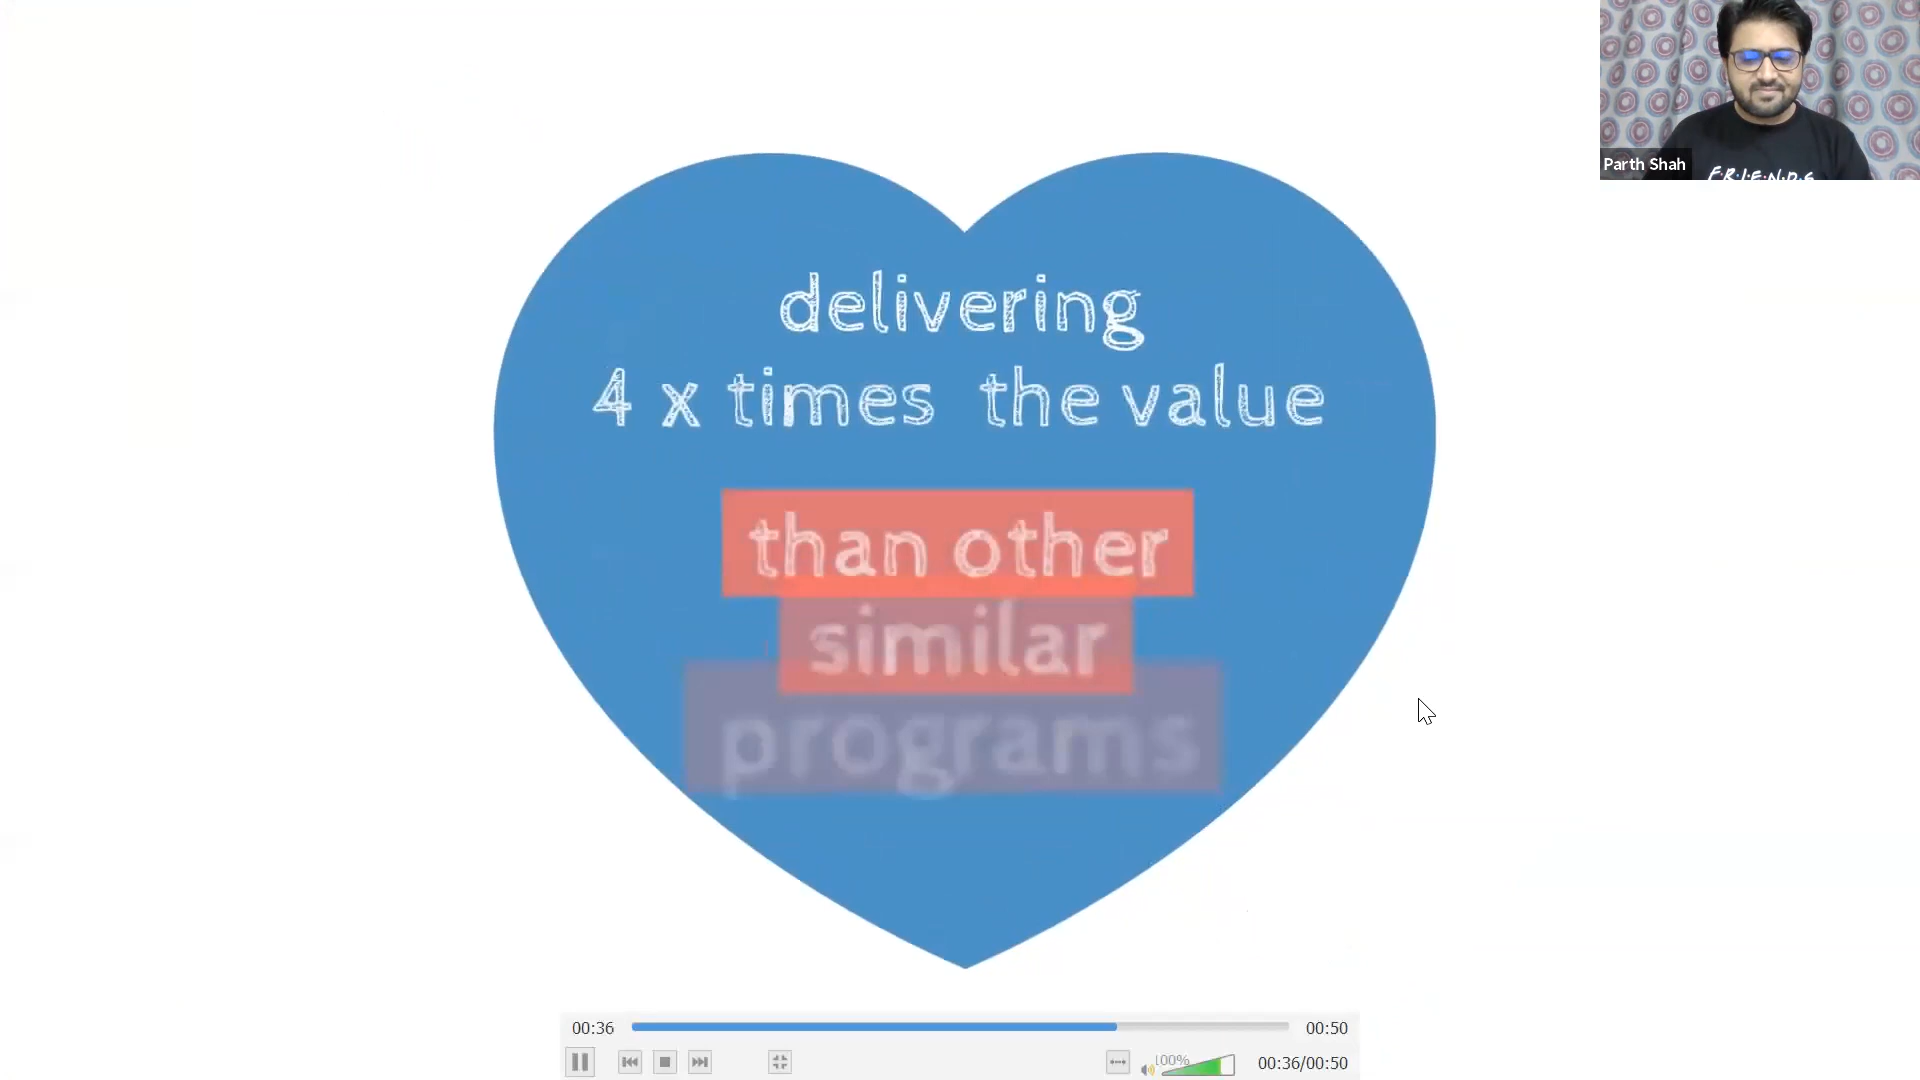 Parth Shah
F·R·I·E·N·D·S
delivering
4 x times the value
than other
similar
programs
00:36
00:50
100%
00:36/00:50